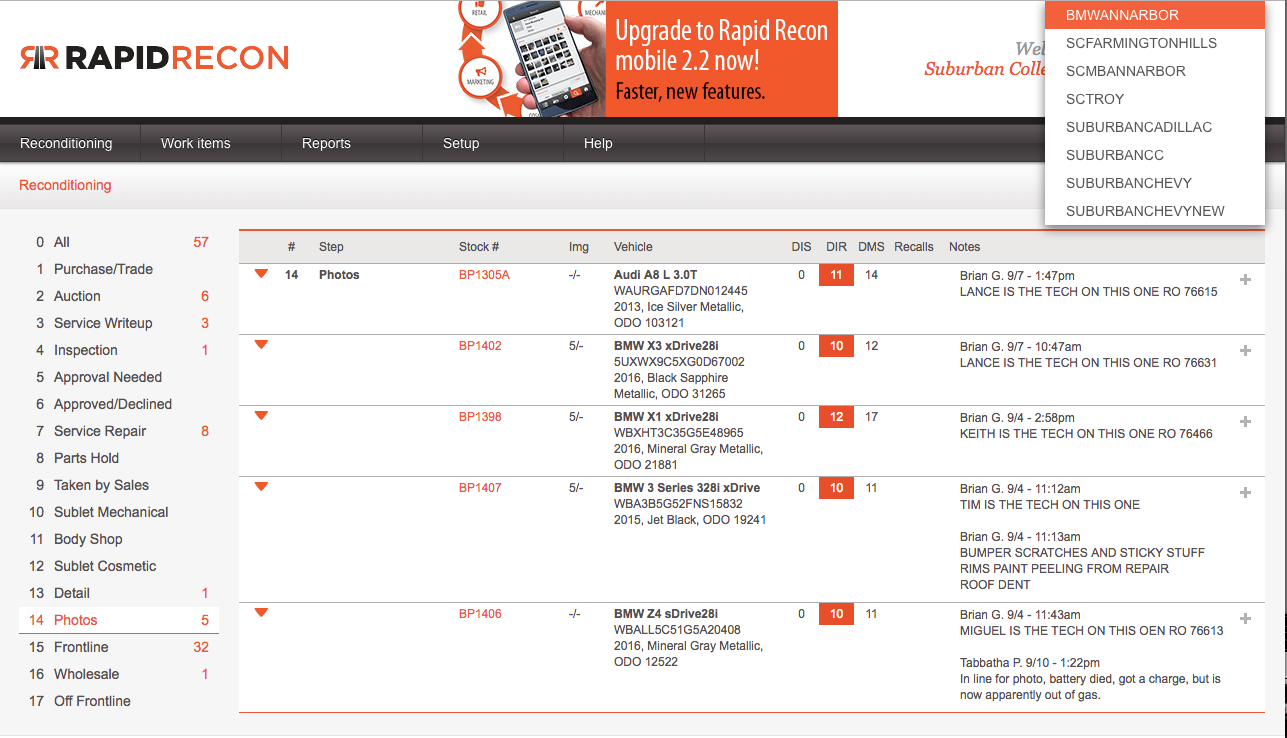 RETAIL
MECHAN
MARKETING
Upgrade to Rapid Recon
mobile 2.2 now!
Faster, new features.
RAPIDRECON
Wel
Suburban Colle
BMWANNARBOR
SCFARMINGTONHILLS
SCMBANNARBOR
SCTROY
SUBURBANCADILLAC
SUBURBANCC
SUBURBANCHEVY
SUBURBANCHEVYNEW
Reconditioning
Work items
Reports
Setup
Help
Reconditioning
0 All 57
1 Purchase/Trade
2 Auction 6
3 Service Writeup 3
4 Inspection 1
5 Approval Needed
6 Approved/Declined
7 Service Repair 8
8 Parts Hold
9 Taken by Sales
10 Sublet Mechanical
11 Body Shop
12 Sublet Cosmetic
13 Detail 1
14 Photos 5
15 Frontline 32
16 Wholesale 1
17 Off Frontline
# Step Stock # Img Vehicle DIS DIR DMS Recalls Notes
14 Photos BP1305A -/- Audi A8 L 3.0T 0 11 14 Brian G. 9/7 - 1:47pm
WAURGAFD7DN012445 LANCE IS THE TECH ON THIS ONE RO 76615
2013, Ice Silver Metallic,
ODO 103121
BP1402 5/- BMW X3 xDrive28i 0 10 12 Brian G. 9/7 - 10:47am
5UXWX9C5XG0D67002 LANCE IS THE TECH ON THIS ONE RO 76631
2016, Black Sapphire
Metallic, ODO 31265
BP1398 5/- BMW X1 xDrive28i 0 12 17 Brian G. 9/4 - 2:58pm
WBXHT3C35G5E48965 KEITH IS THE TECH ON THIS ONE RO 76466
2016, Mineral Gray Metallic,
ODO 21881
BP1407 5/- BMW 3 Series 328i xDrive 0 10 11 Brian G. 9/4 - 11:12am
WBA3B5G52FNS15832 TIM IS THE TECH ON THIS ONE
2015, Jet Black, ODO 19241
Brian G. 9/4 - 11:13am
BUMPER SCRATCHES AND STICKY STUFF
RIMS PAINT PEELING FROM REPAIR
ROOF DENT
BP1406 -/- BMW Z4 sDrive28i 0 10 11 Brian G. 9/4 - 11:43am
WBALL5C51G5A20408 MIGUEL IS THE TECH ON THIS OEN RO 76613
2016, Mineral Gray Metallic,
ODO 12522
Tabbatha P. 9/10 - 1:22pm
In line for photo, battery died, got a charge, but is
now apparently out of gas.